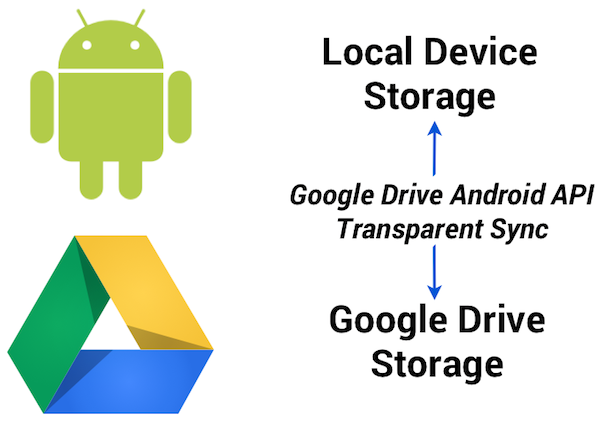 Local Device
Storage
Google Drive Android API
Transparent Sync
Google Drive
Storage